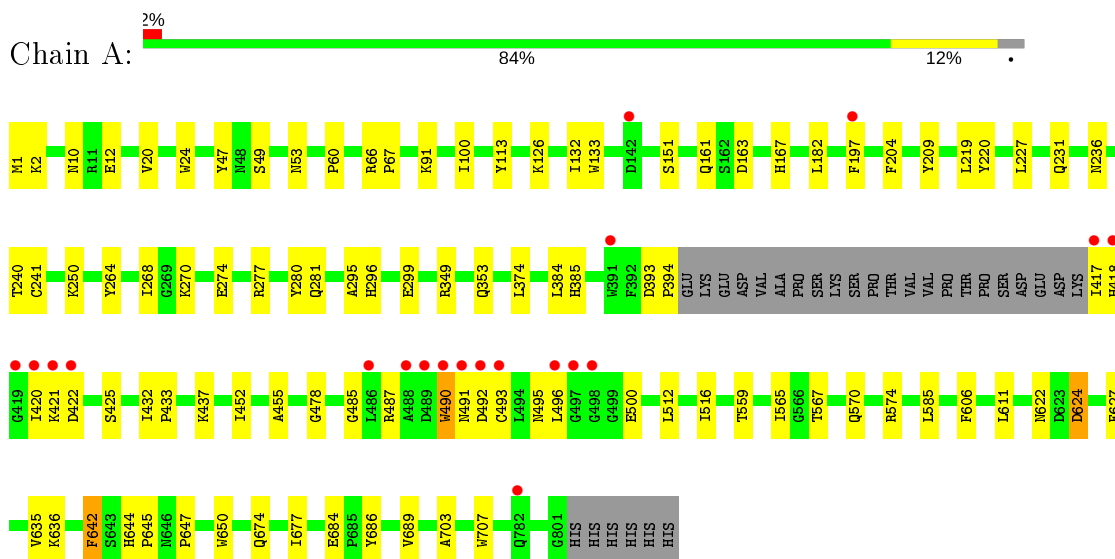 2%
Chain A:
84% 12% •
M1 K2 N10 R11 E12 V20 W24 Y47 N48 S49 N53 P60 R66 P67 K91 I100 Y113 K126 I132 W133 D142 S151 Q161 S162 D163 H167 L182 F197 F204 Y209 L219 Y220 L227 Q231 N236
T240 C241 K250 Y264 I268 G269 K270 E274 R277 Y280 Q281 A295 H296 E299 R349 Q353 L374 L384 H385 W391 F392 D393 P394 GLU LYS GLU ASP VAL ALA PRO SER LYS SER PRO THR VAL VAL PRO THR PRO SER ASP GLU ASP LYS I417 H418
G419 I420 K421 D422 S425 I432 P433 K437 I452 A455 G478 G485 L486 R487 A488 D489 W490 N491 D492 C493 L494 N495 L496 G497 G498 G499 E500 L512 I516 T559 I565 G566 T567 Q570 R574 L585 F606 L611 N622 D623 D624
V635 K636 F642 S643 H644 P645 N646 P647 W650 Q674 I677 E684 P685 Y686 V689 A703 W707 Q782 G801 HIS HIS HIS HIS HIS HIS